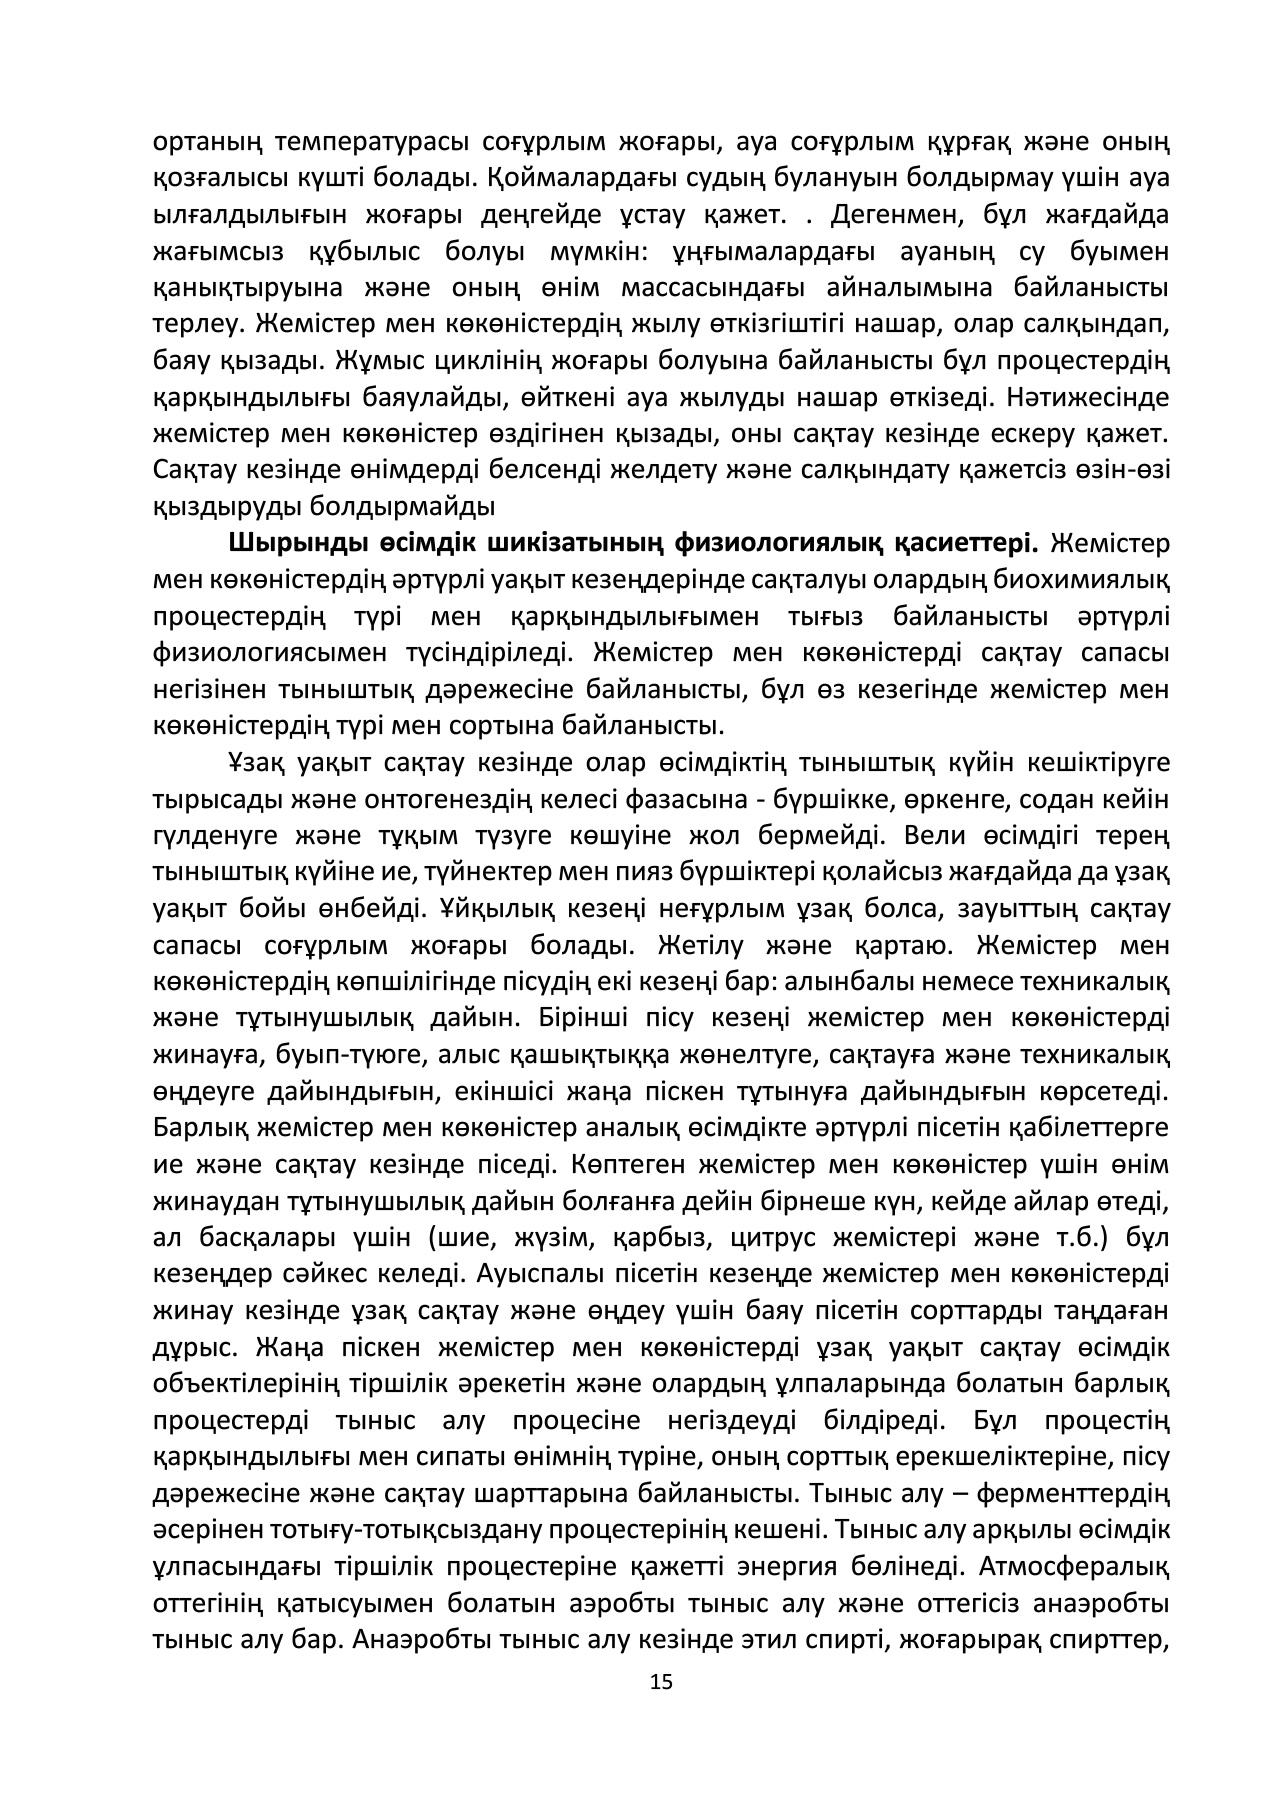 ортаның температурасы соғұрлым жоғары, ауа соғұрлым құрғақ және оның
қозғалысы күшті болады. Қоймалардағы судың булануын болдырмау үшін ауа
ылғалдылығын жоғары деңгейде ұстау қажет. . Дегенмен, бұл жағдайда
жағымсыз құбылыс болуы мүмкін: ұңғымалардағы ауаның су буымен
қанықтыруына және оның өнім массасындағы айналымына байланысты
терлеу. Жемістер мен көкөністердің жылу өткізгіштігі нашар, олар салқындап,
баяу қызады. Жұмыс циклінің жоғары болуына байланысты бұл процестердің
қарқындылығы баяулайды, өйткені ауа жылуды нашар өткізеді. Нәтижесінде
жемістер мен көкөністер өздігінен қызады, оны сақтау кезінде ескеру қажет.
Сақтау кезінде өнімдерді белсенді желдету және салқындату қажетсіз өзін-өзі
қыздыруды болдырмайды
Шырынды өсімдік шикізатының физиологиялық қасиеттері. Жемістер
мен көкөністердің әртүрлі уақыт кезеңдерінде сақталуы олардың биохимиялық
процестердің түрі мен қарқындылығымен тығыз байланысты әртүрлі
физиологиясымен түсіндіріледі. Жемістер мен көкөністерді сақтау сапасы
негізінен тыныштық дәрежесіне байланысты, бұл өз кезегінде жемістер мен
көкөністердің түрі мен сортына байланысты.
Ұзақ уақыт сақтау кезінде олар өсімдіктің тыныштық күйін кешіктіруге
тырысады және онтогенездің келесі фазасына - бүршікке, өркенге, содан кейін
гүлденуге және тұқым түзуге көшуіне жол бермейді. Вели өсімдігі терең
тыныштық күйіне ие, түйнектер мен пияз бүршіктері қолайсыз жағдайда да ұзақ
уақыт бойы өнбейді. Ұйқылық кезеңі неғұрлым ұзақ болса, зауыттың сақтау
сапасы соғұрлым жоғары болады. Жетілу және қартаю. Жемістер мен
көкөністердің көпшілігінде пісудің екі кезеңі бар: алынбалы немесе техникалық
және тұтынушылық дайын. Бірінші пісу кезеңі жемістер мен көкөністерді
жинауға, буып-түюге, алыс қашықтыққа жөнелтуге, сақтауға және техникалық
өңдеуге дайындығын, екіншісі жаңа піскен тұтынуға дайындығын көрсетеді.
Барлық жемістер мен көкөністер аналық өсімдікте әртүрлі пісетін қабілеттерге
ие және сақтау кезінде піседі. Көптеген жемістер мен көкөністер үшін өнім
жинаудан тұтынушылық дайын болғанға дейін бірнеше күн, кейде айлар өтеді,
ал басқалары үшін (шие, жүзім, қарбыз, цитрус жемістері және т.б.) бұл
кезеңдер сәйкес келеді. Ауыспалы пісетін кезеңде жемістер мен көкөністерді
жинау кезінде ұзақ сақтау және өңдеу үшін баяу пісетін сорттарды таңдаған
дұрыс. Жаңа піскен жемістер мен көкөністерді ұзақ уақыт сақтау өсімдік
объектілерінің тіршілік әрекетін және олардың ұлпаларында болатын барлық
процестерді тыныс алу процесіне негіздеуді білдіреді. Бұл процестің
қарқындылығы мен сипаты өнімнің түріне, оның сорттық ерекшеліктеріне, пісу
дәрежесіне және сақтау шарттарына байланысты. Тыныс алу – ферменттердің
әсерінен тотығу-тотықсыздану процестерінің кешені. Тыныс алу арқылы өсімдік
ұлпасындағы тіршілік процестеріне қажетті энергия бөлінеді. Атмосфералық
оттегінің қатысуымен болатын аэробты тыныс алу және оттегісіз анаэробты
тыныс алу бар. Анаэробты тыныс алу кезінде этил спирті, жоғарырақ спирттер,
15